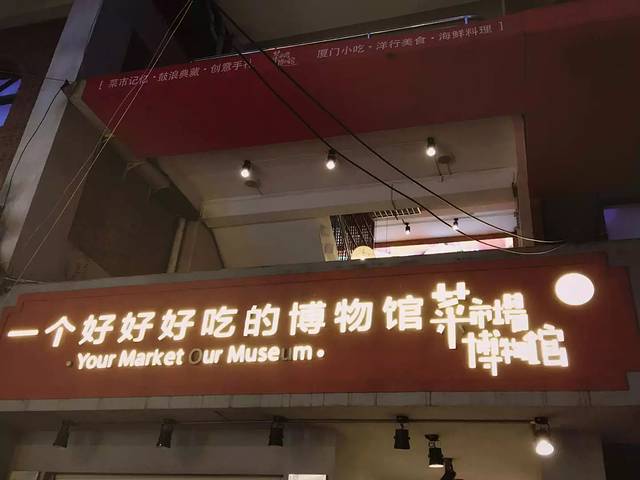 [ 菜市记忆·鼓浪典藏·创意手礼
厦门小吃·洋行美食·海鲜料理 ]
一个好好好吃的博物馆
·Your Market Our Museum·
菜市場
博物馆